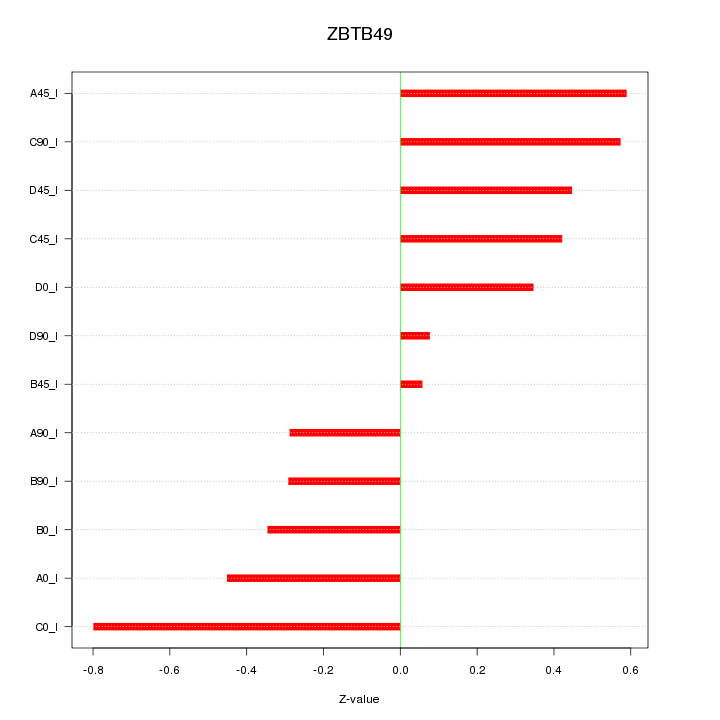 ZBTB49
A45_I
C90_I
D45_I
C45_I
D0_I
D90_I
B45_I
A90_I
B90_I
B0_I
A0_I
C0_I
-0.8 -0.6 -0.4 -0.2 0.0 0.2 0.4 0.6
Z-value